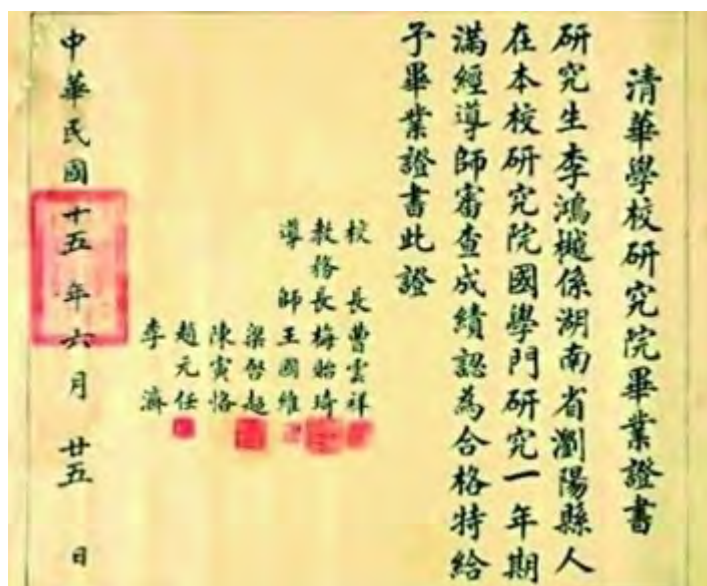 清華學校研究院畢業證書
研究生李鴻樾係湖南省瀏陽縣人
在本校研究院國學門研究一年期
滿經導師審查成績認為合格特給
予畢業證書此證
校長曹雲祥
教務長梅貽琦
導師王國維
梁啓超
陳寅恪
趙元任
李濟
中華民國十五年六月廿五日